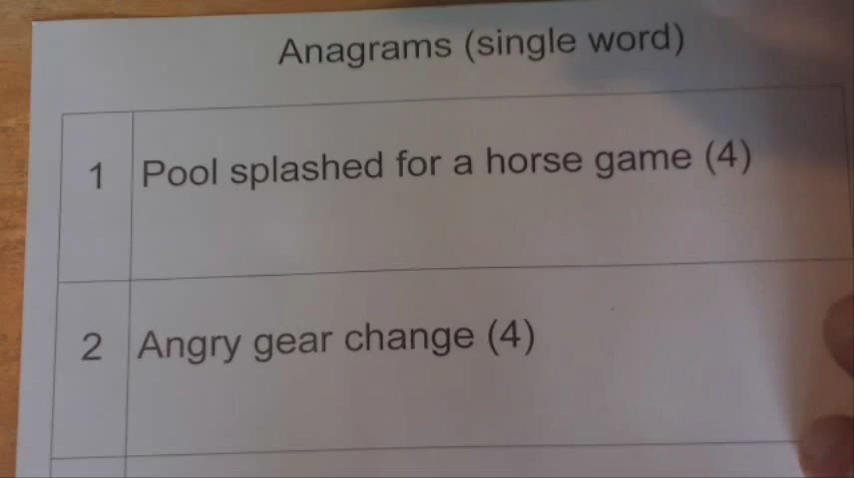 Anagrams (single word)
1 Pool splashed for a horse game (4)
2 Angry gear change (4)